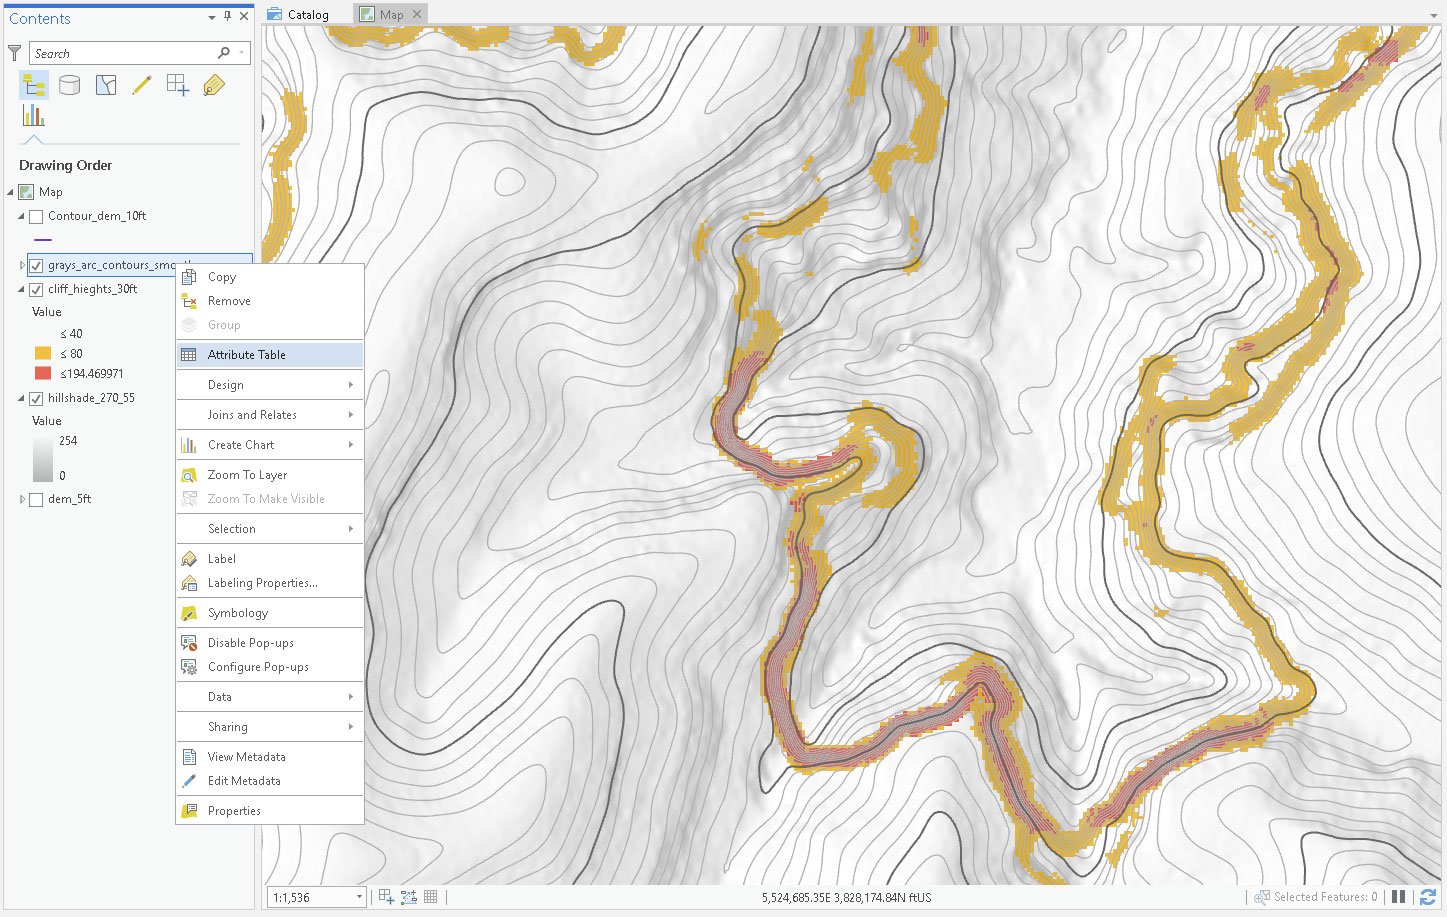 Contents
Search
Drawing Order
Map
Contour_dem_10ft
grays_arc_contours_smooth
cliff_hieghts_30ft
Value
≤ 40
≤ 80
≤194.469971
hillshade_270_55
Value
254
0
dem_5ft
Copy
Remove
Group
Attribute Table
Design
Joins and Relates
Create Chart
Zoom To Layer
Zoom To Make Visible
Selection
Label
Labeling Properties...
Symbology
Disable Pop-ups
Configure Pop-ups
Data
Sharing
View Metadata
Edit Metadata
Properties
Catalog
Map
1:1,536
5,524,685.35E 3,828,174.84N ftUS
Selected Features: 0